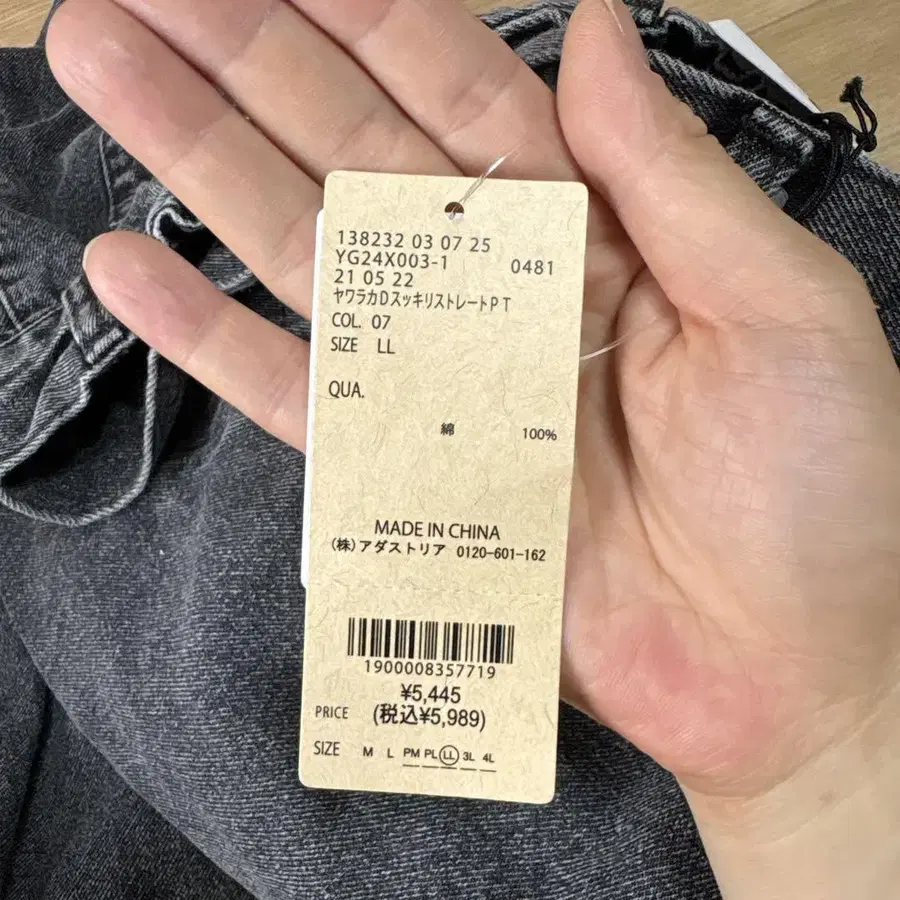 138232 03 07 25
YG24X003-1 0481
21 05 22
ヤワラカDスッキリストレートPT
COL. 07
SIZE LL
QUA.
綿 100%
MADE IN CHINA
(株)アダストリア 0120-601-162
1900008357719
¥5,445
PRICE (税込¥5,989)
SIZE M L PM PL LL 3L 4L